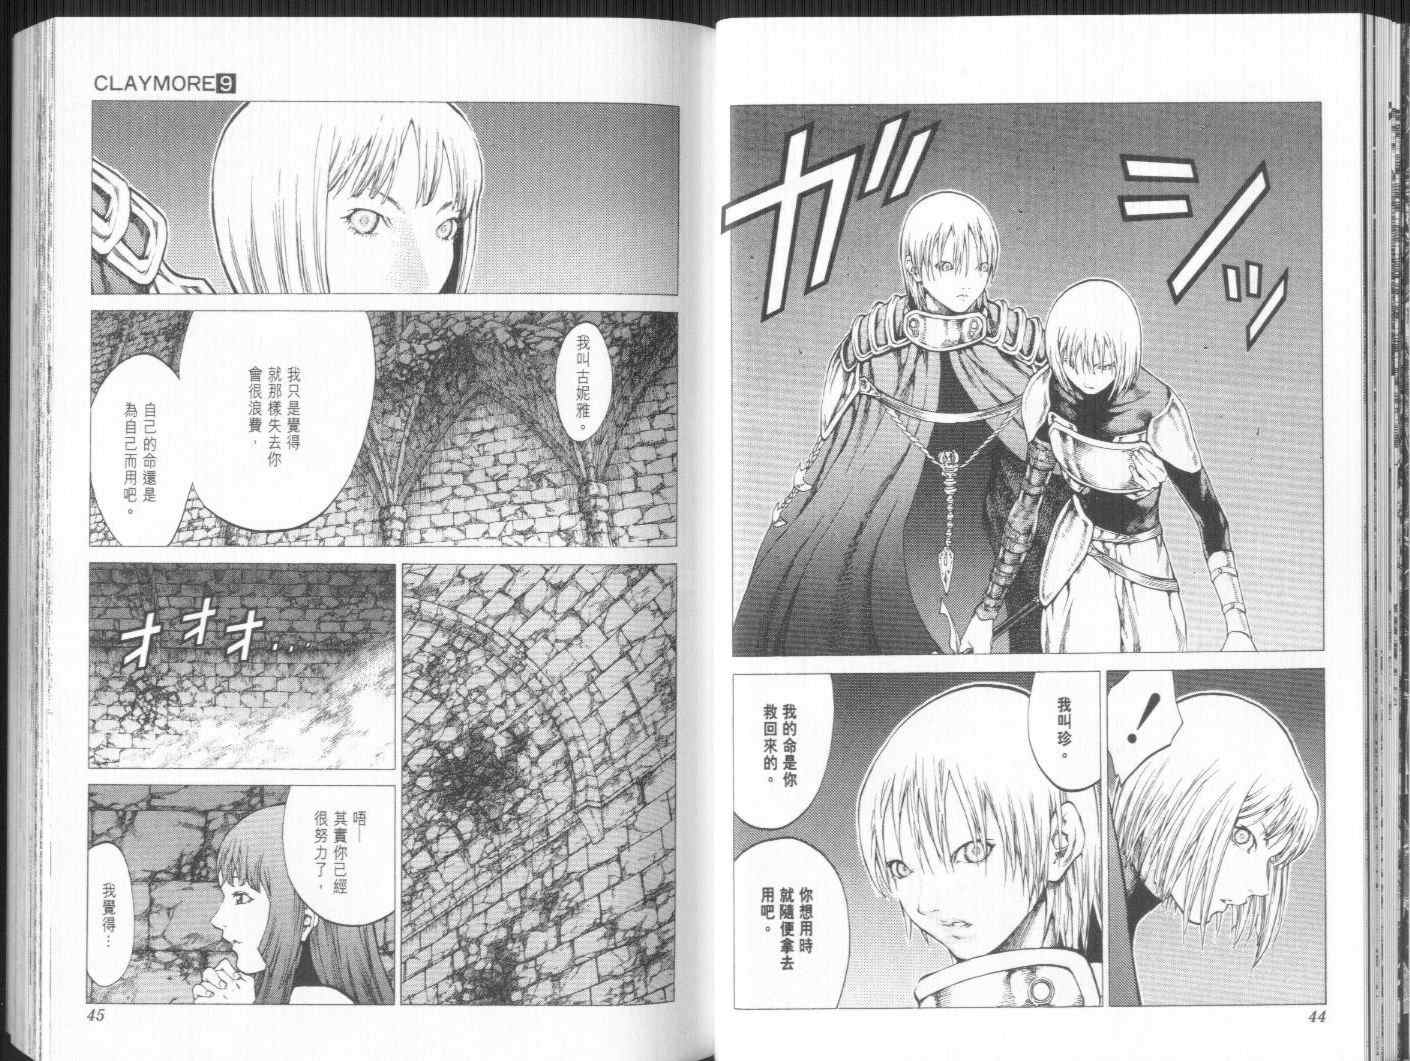 CLAYMORE 9
ガガシッ
！
我叫珍。
我的命是你
救回來的。
你想用時
就隨便拿去
用吧。
44
我叫古妮雅。
我只是覺得
就那樣失去你
會很浪費，
自己的命還是
為自己而用吧。
オオオ…
唔—
其實你已經
很努力了，
我覺得…
45